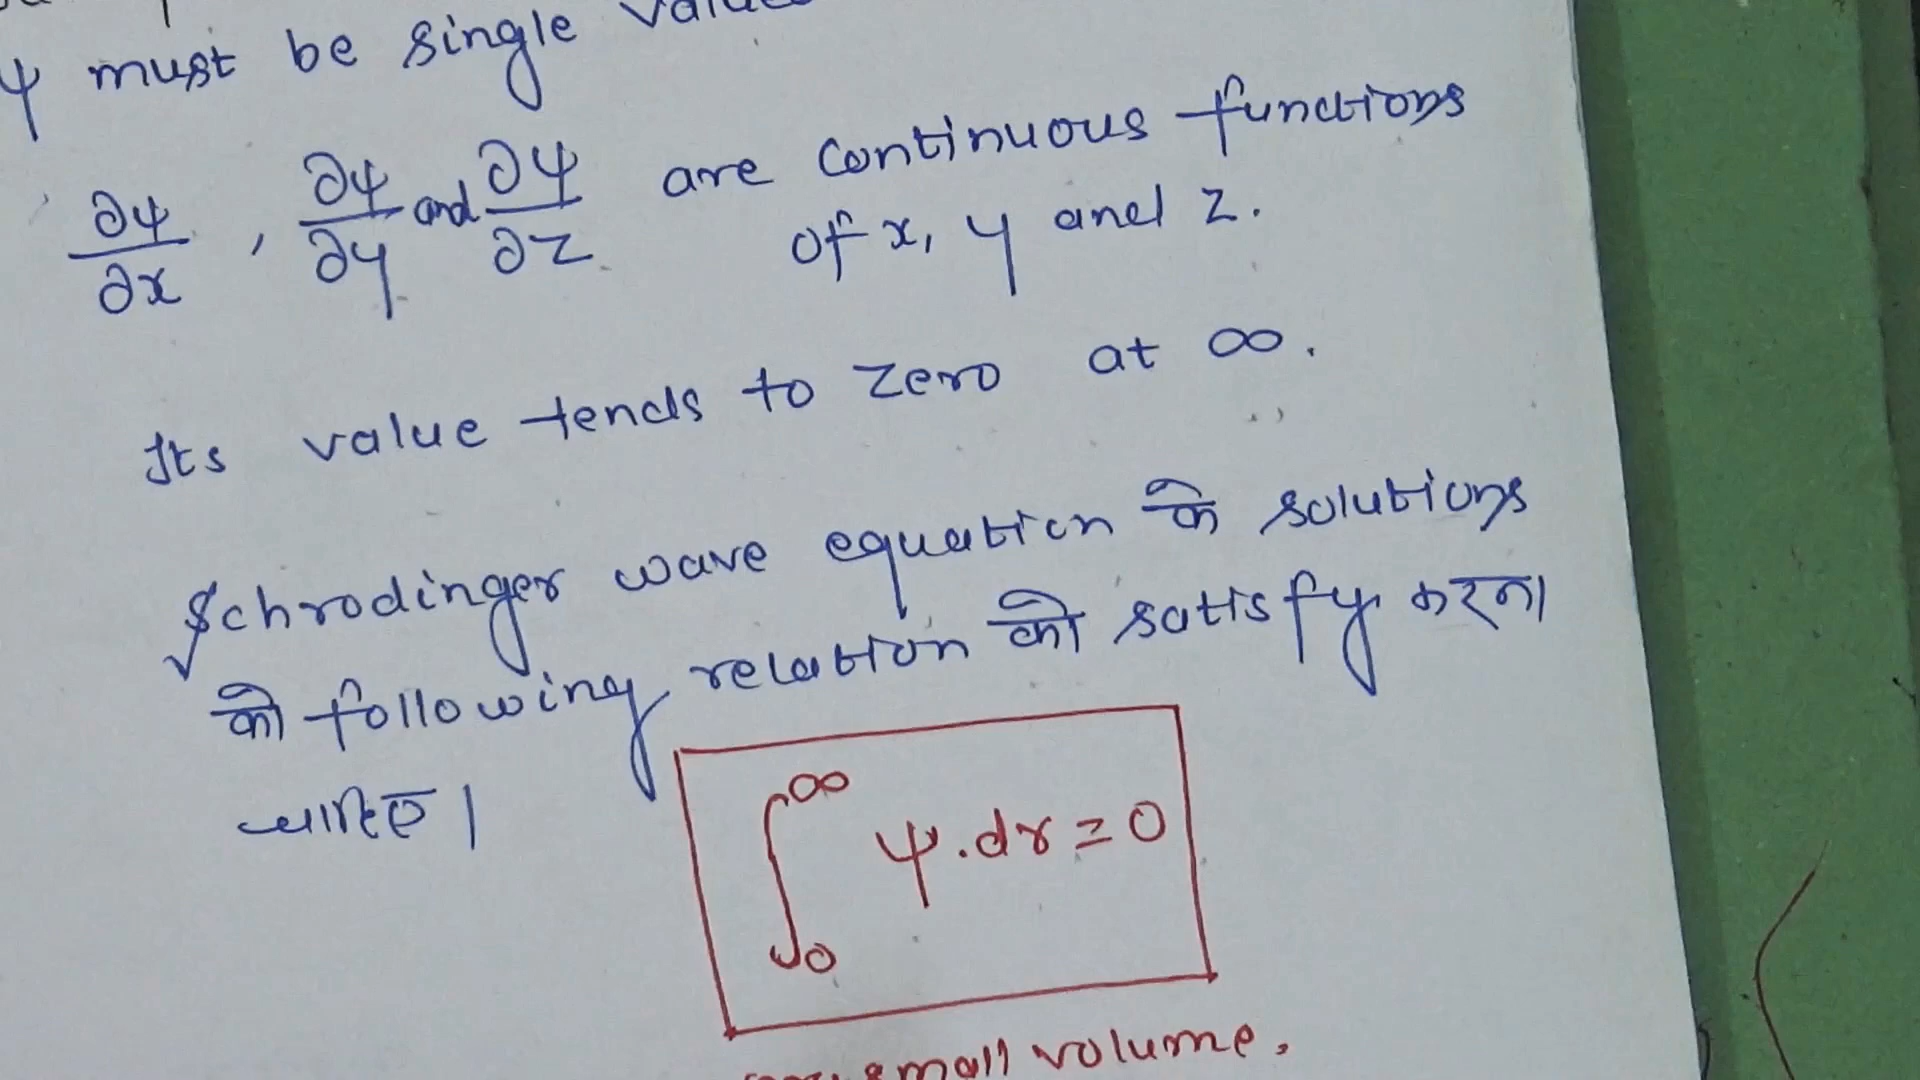 ψ must be single
∂ψ/∂x , ∂ψ/∂y and ∂ψ/∂z are continuous functions
of x, y and z.
Its value tends to zero at ∞.
Schrodinger wave equation के solutions
को following relation को satisfy करना
चाहिए।
∫₀^∞ ψ.dr = 0
small volume.